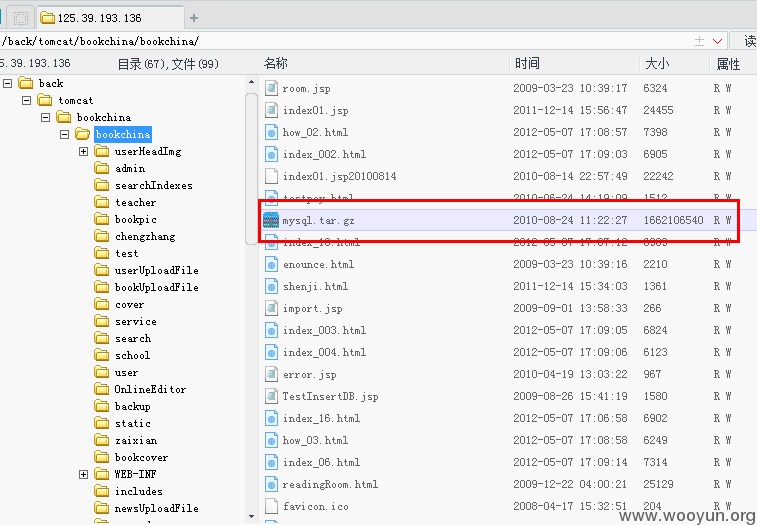 125.39.193.136
/back/tomcat/bookchina/bookchina/
读
5.39.193.136
目录(67),文件(99)
名称 时间 大小 属性
back
tomcat
bookchina
bookchina
userHeadImg
admin
searchIndexes
teacher
bookpic
chengzhang
test
userUploadFile
bookUploadFile
cover
service
search
school
user
OnlineEditor
backup
static
zaixian
bookcover
WEB-INF
includes
newsUploadFile
room.jsp 2009-03-23 10:39:17 6324 R W
index01.jsp 2011-12-14 15:56:47 24455 R W
how_02.html 2012-05-07 17:08:57 7398 R W
index_002.html 2012-05-07 17:09:03 6905 R W
index01.jsp20100814 2010-08-14 22:57:49 22242 R W
testpay.html 2010-06-24 14:19:09 1512 R W
mysql.tar.gz 2010-08-24 11:22:27 1662106540 R W
index_10.html 2012-05-07 R W
enounce.html 2009-03-23 10:39:16 2210 R W
shenji.html 2011-12-14 15:34:03 1361 R W
import.jsp 2009-09-01 13:58:33 266 R W
index_003.html 2012-05-07 17:09:05 6824 R W
index_004.html 2012-05-07 17:09:06 6123 R W
error.jsp 2010-04-19 13:03:22 967 R W
TestInsertDB.jsp 2009-08-26 15:41:19 1580 R W
index_16.html 2012-05-07 17:06:58 6902 R W
how_03.html 2012-05-07 17:08:58 6249 R W
index_06.html 2012-05-07 17:09:14 7314 R W
readingRoom.html 2009-12-22 04:00:21 25129 R W
favicon.ico 2008-04-17 15:32:51 204 R W
www.wooyun.org